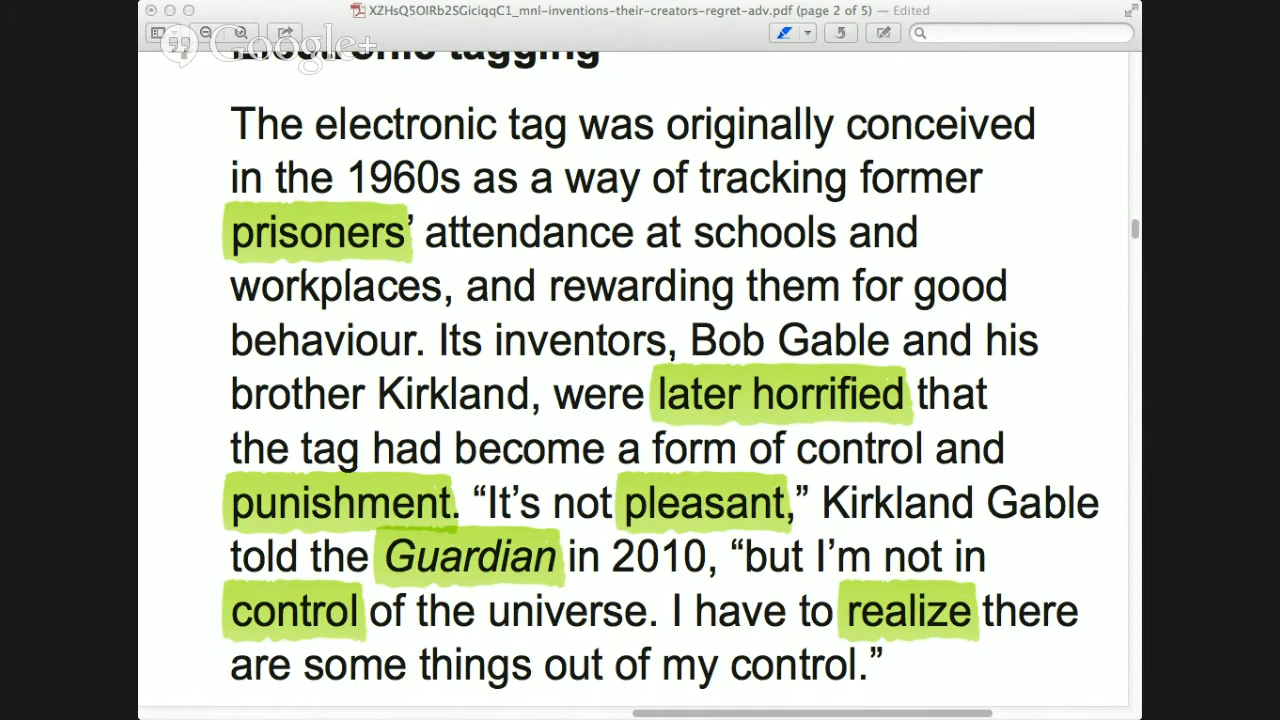 XZHsQ5OIRb2SGiciqqC1_mnl-inventions-their-creators-regret-adv.pdf (page 2 of 5) — Edited
Google+
Electronic tagging
The electronic tag was originally conceived
in the 1960s as a way of tracking former
prisoners’ attendance at schools and
workplaces, and rewarding them for good
behaviour. Its inventors, Bob Gable and his
brother Kirkland, were later horrified that
the tag had become a form of control and
punishment. “It’s not pleasant,” Kirkland Gable
told the Guardian in 2010, “but I’m not in
control of the universe. I have to realize there
are some things out of my control.”